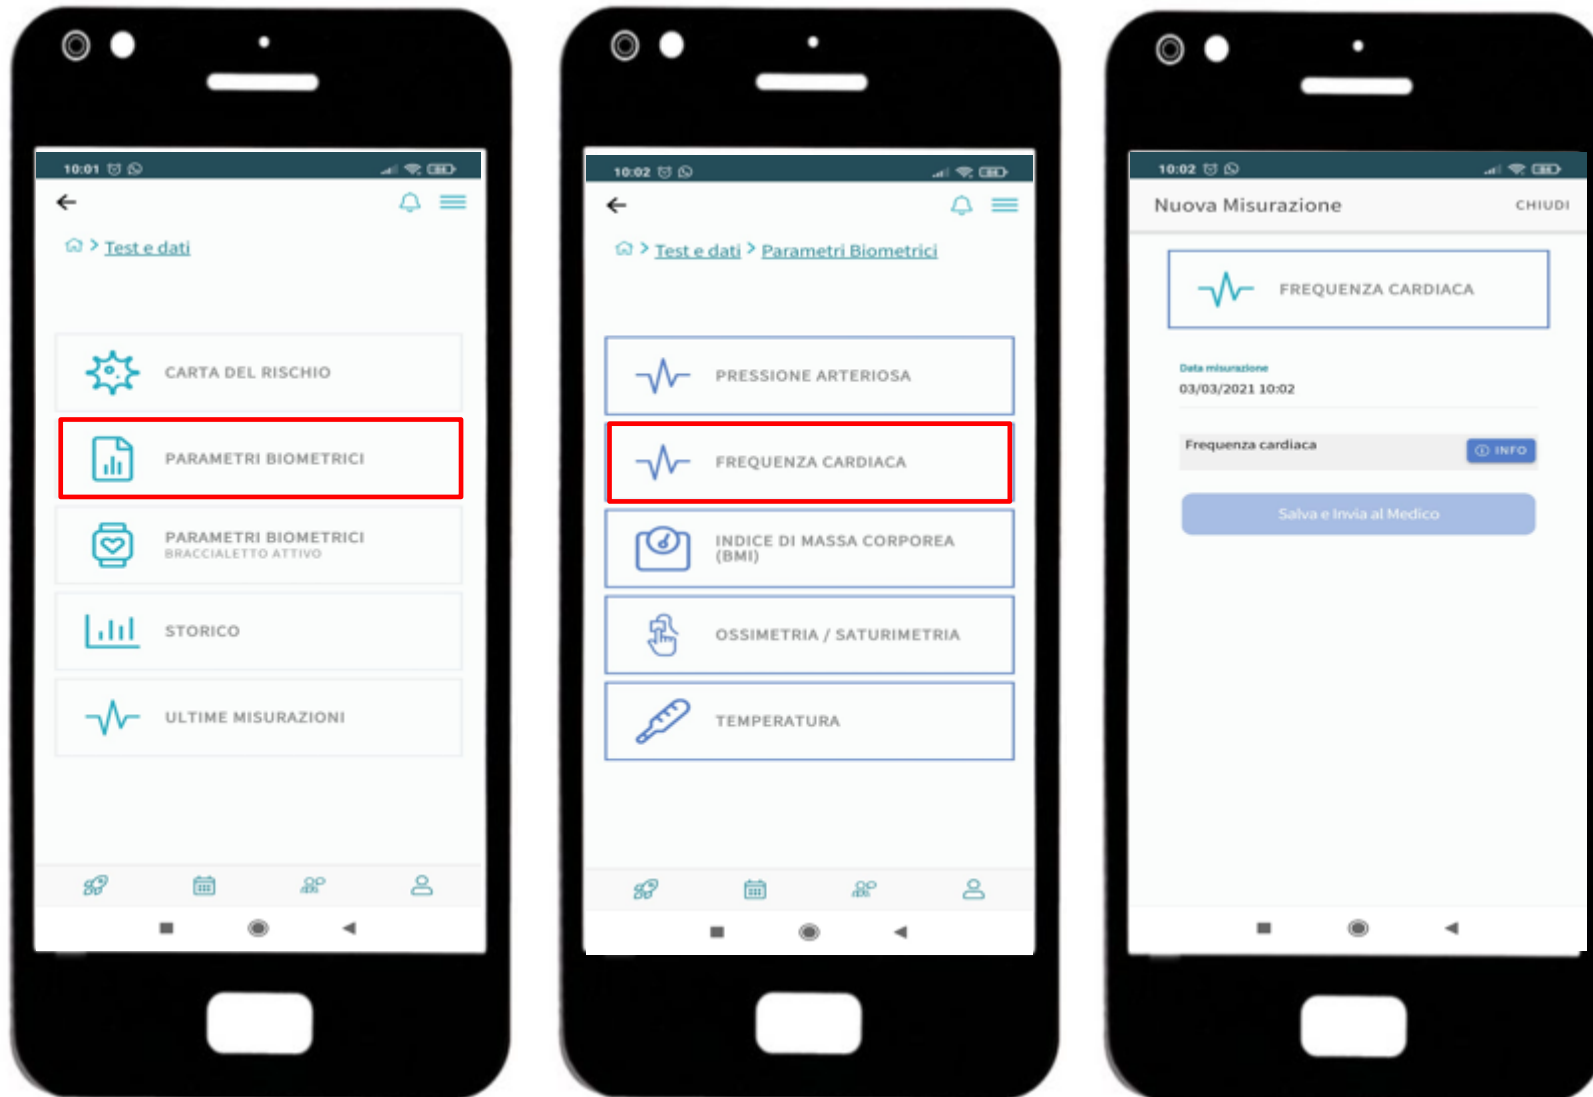 10:01
Test e dati
CARTA DEL RISCHIO
PARAMETRI BIOMETRICI
PARAMETRI BIOMETRICI
BRACCIALETTO ATTIVO
STORICO
ULTIME MISURAZIONI
10:02
Test e dati > Parametri Biometrici
PRESSIONE ARTERIOSA
FREQUENZA CARDIACA
INDICE DI MASSA CORPOREA
(BMI)
OSSIMETRIA / SATURIMETRIA
TEMPERATURA
10:02
Nuova Misurazione CHIUDI
FREQUENZA CARDIACA
Data misurazione
03/03/2021 10:02
Frequenza cardiaca INFO
Salva e Invia al Medico